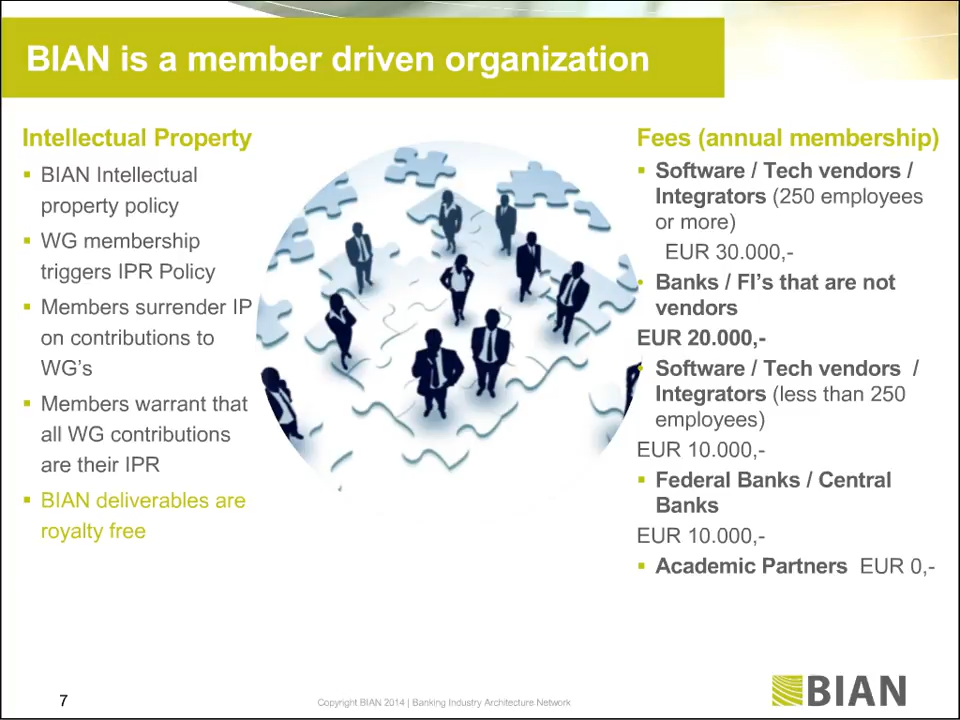 BIAN is a member driven organization
Intellectual Property
▪ BIAN Intellectual
property policy
▪ WG membership
triggers IPR Policy
▪ Members surrender IP
on contributions to
WG’s
▪ Members warrant that
all WG contributions
are their IPR
▪ BIAN deliverables are
royalty free
Fees (annual membership)
▪ Software / Tech vendors /
Integrators (250 employees
or more)
EUR 30.000,-
• Banks / FI’s that are not
vendors
EUR 20.000,-
• Software / Tech vendors /
Integrators (less than 250
employees)
EUR 10.000,-
▪ Federal Banks / Central
Banks
EUR 10.000,-
▪ Academic Partners EUR 0,-
7
Copyright BIAN 2014 | Banking Industry Architecture Network
BIAN